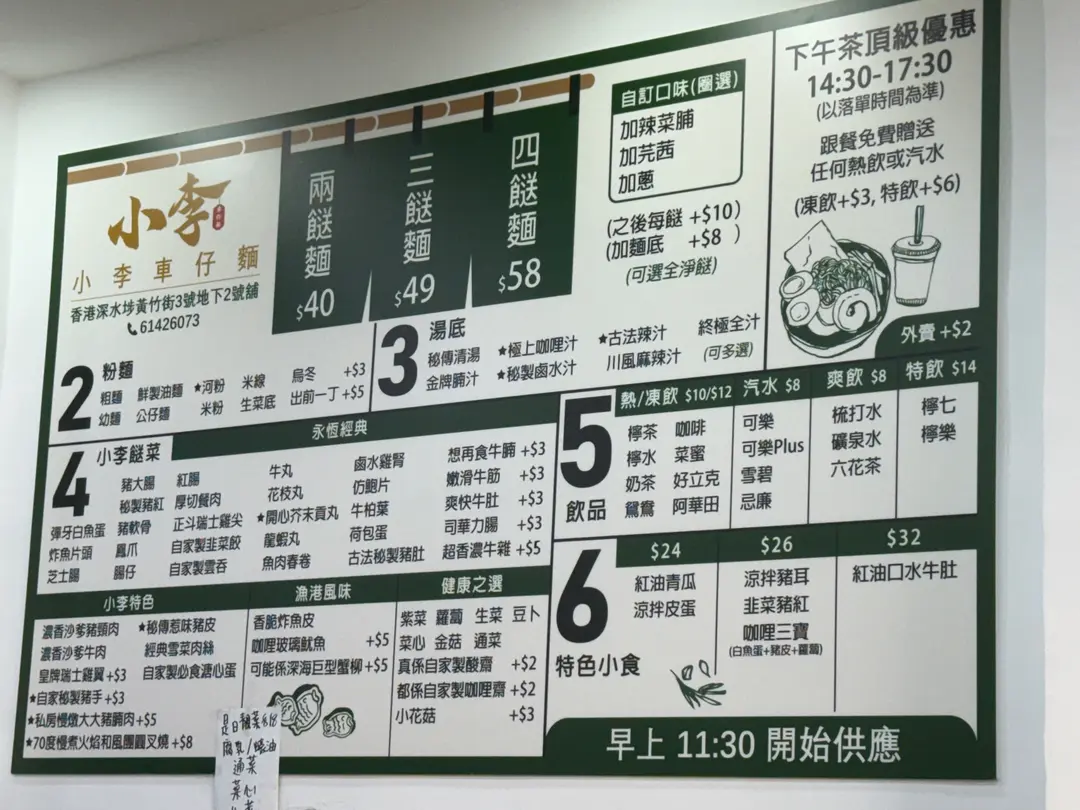 小李
小李車仔麵
香港深水埗黃竹街3號地下2號舖
61426073
兩餸麵
$40
三餸麵
$49
四餸麵
$58
自訂口味(圈選)
加辣菜脯
加芫茜
加蔥
(之後每餸 +$10)
(加麵底 +$8 )
(可選全淨餸)
下午茶頂級優惠
14:30-17:30
(以落單時間為準)
跟餐免費贈送
任何熱飲或汽水
(凍飲+$3, 特飲+$6)
外賣 +$2
2 粉麵
粗麵 鮮製油麵 ★河粉 米線 烏冬 +$3
幼麵 公仔麵 米粉 生菜底 出前一丁 +$5
3 湯底
秘傳清湯 ★極上咖喱汁 ★古法辣汁 終極全汁
金牌腩汁 ★秘製鹵水汁 川風麻辣汁 (可多選)
4 小李餸菜
永恆經典
豬大腸 紅腸 牛丸 鹵水雞腎 想再食牛腩 +$3
秘製豬紅 厚切餐肉 花枝丸 仿鮑片 嫩滑牛筋 +$3
彈牙白魚蛋 豬軟骨 正斗瑞士雞尖 ★開心芥末貢丸 牛柏葉 爽快牛肚 +$3
炸魚片頭 鳳爪 自家製韭菜餃 龍蝦丸 荷包蛋 司華力腸 +$3
芝士腸 腸仔 自家製雲吞 魚肉春卷 古法秘製豬肚 超香濃牛雜 +$5
小李特色
濃香沙爹豬頸肉 ★秘傳惹味豬皮
濃香沙爹牛肉 經典雪菜肉絲
皇牌瑞士雞翼 +$3 自家製必食溏心蛋
★自家秘製豬手 +$3
★私房慢燉大大豬腩肉 +$5
★70度慢煮火焰和風團圓叉燒 +$8
漁港風味
香脆炸魚皮
咖喱玻璃魷魚 +$5
可能係深海巨型蟹柳 +$5
健康之選
紫菜 蘿蔔 生菜 豆卜
菜心 金菇 通菜
真係自家製酸齋 +$2
都係自家製咖喱齋 +$2
小花菇 +$3
5 飲品
熱/凍飲 $10/$12
檸茶 咖啡
檸水 菜蜜
奶茶 好立克
鴛鴦 阿華田
汽水 $8
可樂
可樂Plus
雪碧
忌廉
爽飲 $8
梳打水
礦泉水
六花茶
特飲 $14
檸七
檸樂
6 特色小食
$24
紅油青瓜
涼拌皮蛋
$26
涼拌豬耳
韭菜豬紅
咖喱三寶
(白魚蛋+豬皮+蘿蔔)
$32
紅油口水牛肚
早上 11:30 開始供應
腐乳/蠔油
通菜
菜心